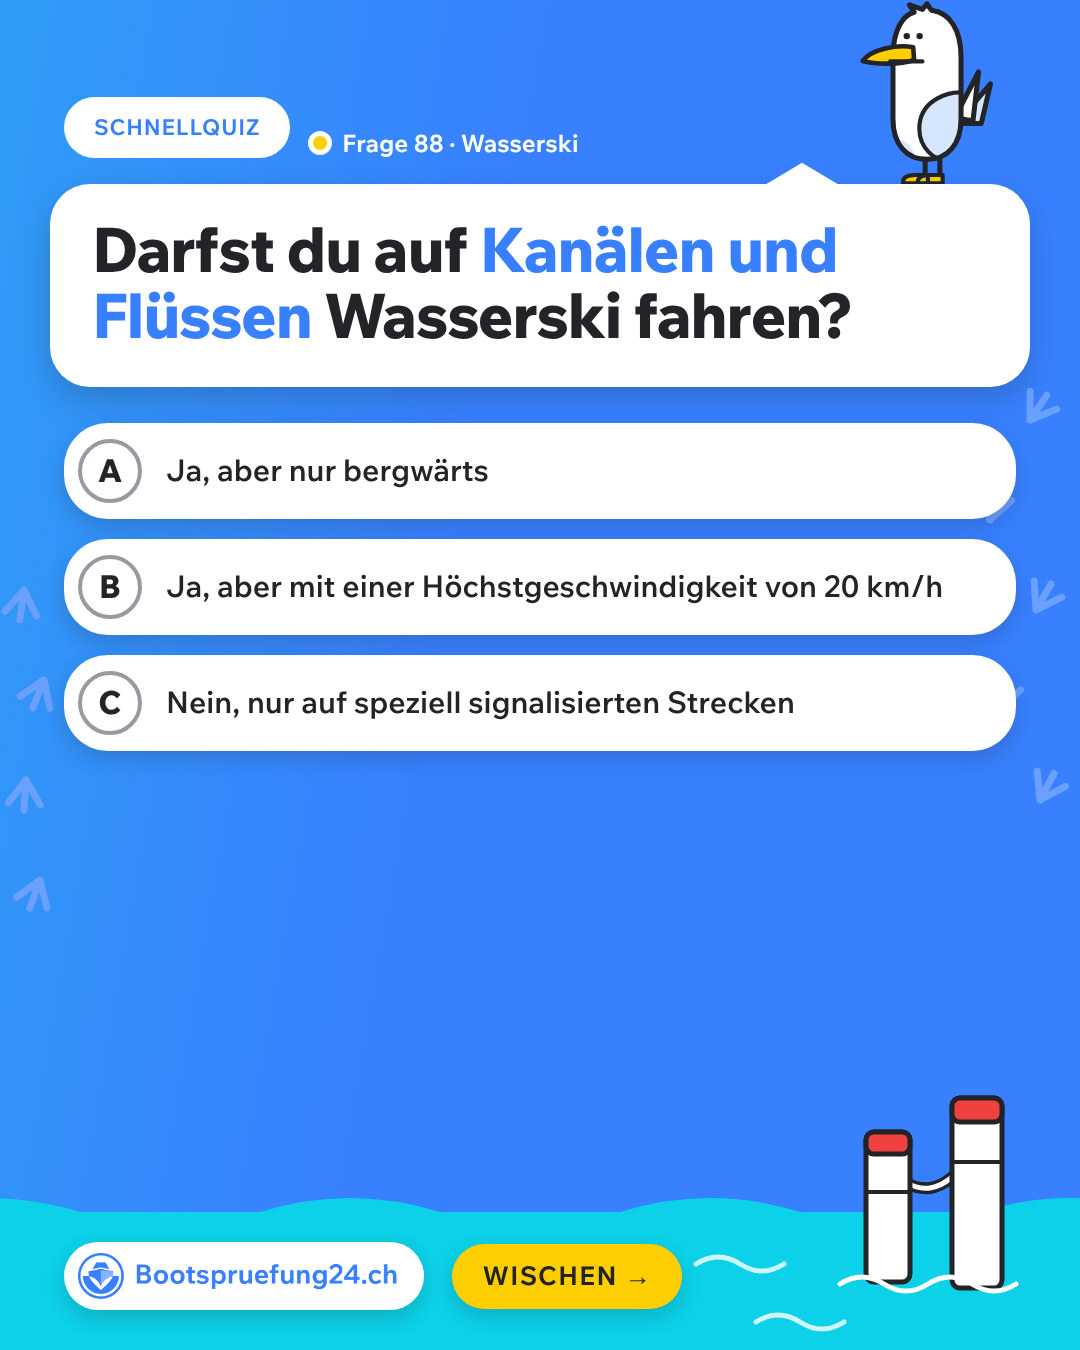 SCHNELLQUIZ
Frage 88 · Wasserski
Darfst du auf Kanälen und
Flüssen Wasserski fahren?
A Ja, aber nur bergwärts
B Ja, aber mit einer Höchstgeschwindigkeit von 20 km/h
C Nein, nur auf speziell signalisierten Strecken
Bootspruefung24.ch
WISCHEN →